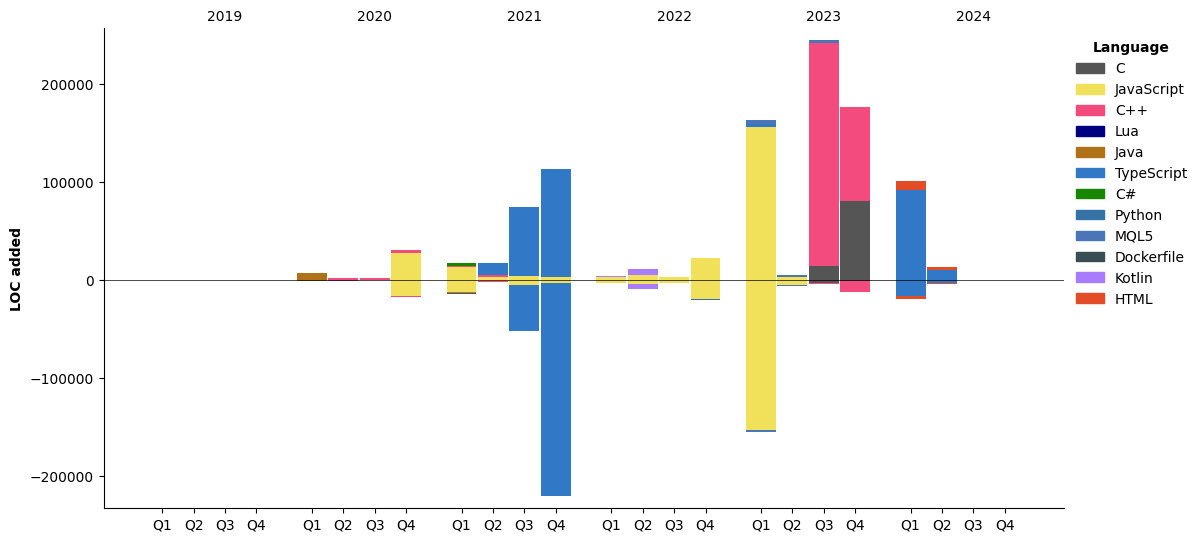 2019 2020 2021 2022 2023 2024
Language
C
JavaScript
C++
Lua
Java
TypeScript
C#
Python
MQL5
Dockerfile
Kotlin
HTML
LOC added
200000
100000
0
−100000
−200000
Q1 Q2 Q3 Q4 Q1 Q2 Q3 Q4 Q1 Q2 Q3 Q4 Q1 Q2 Q3 Q4 Q1 Q2 Q3 Q4 Q1 Q2 Q3 Q4